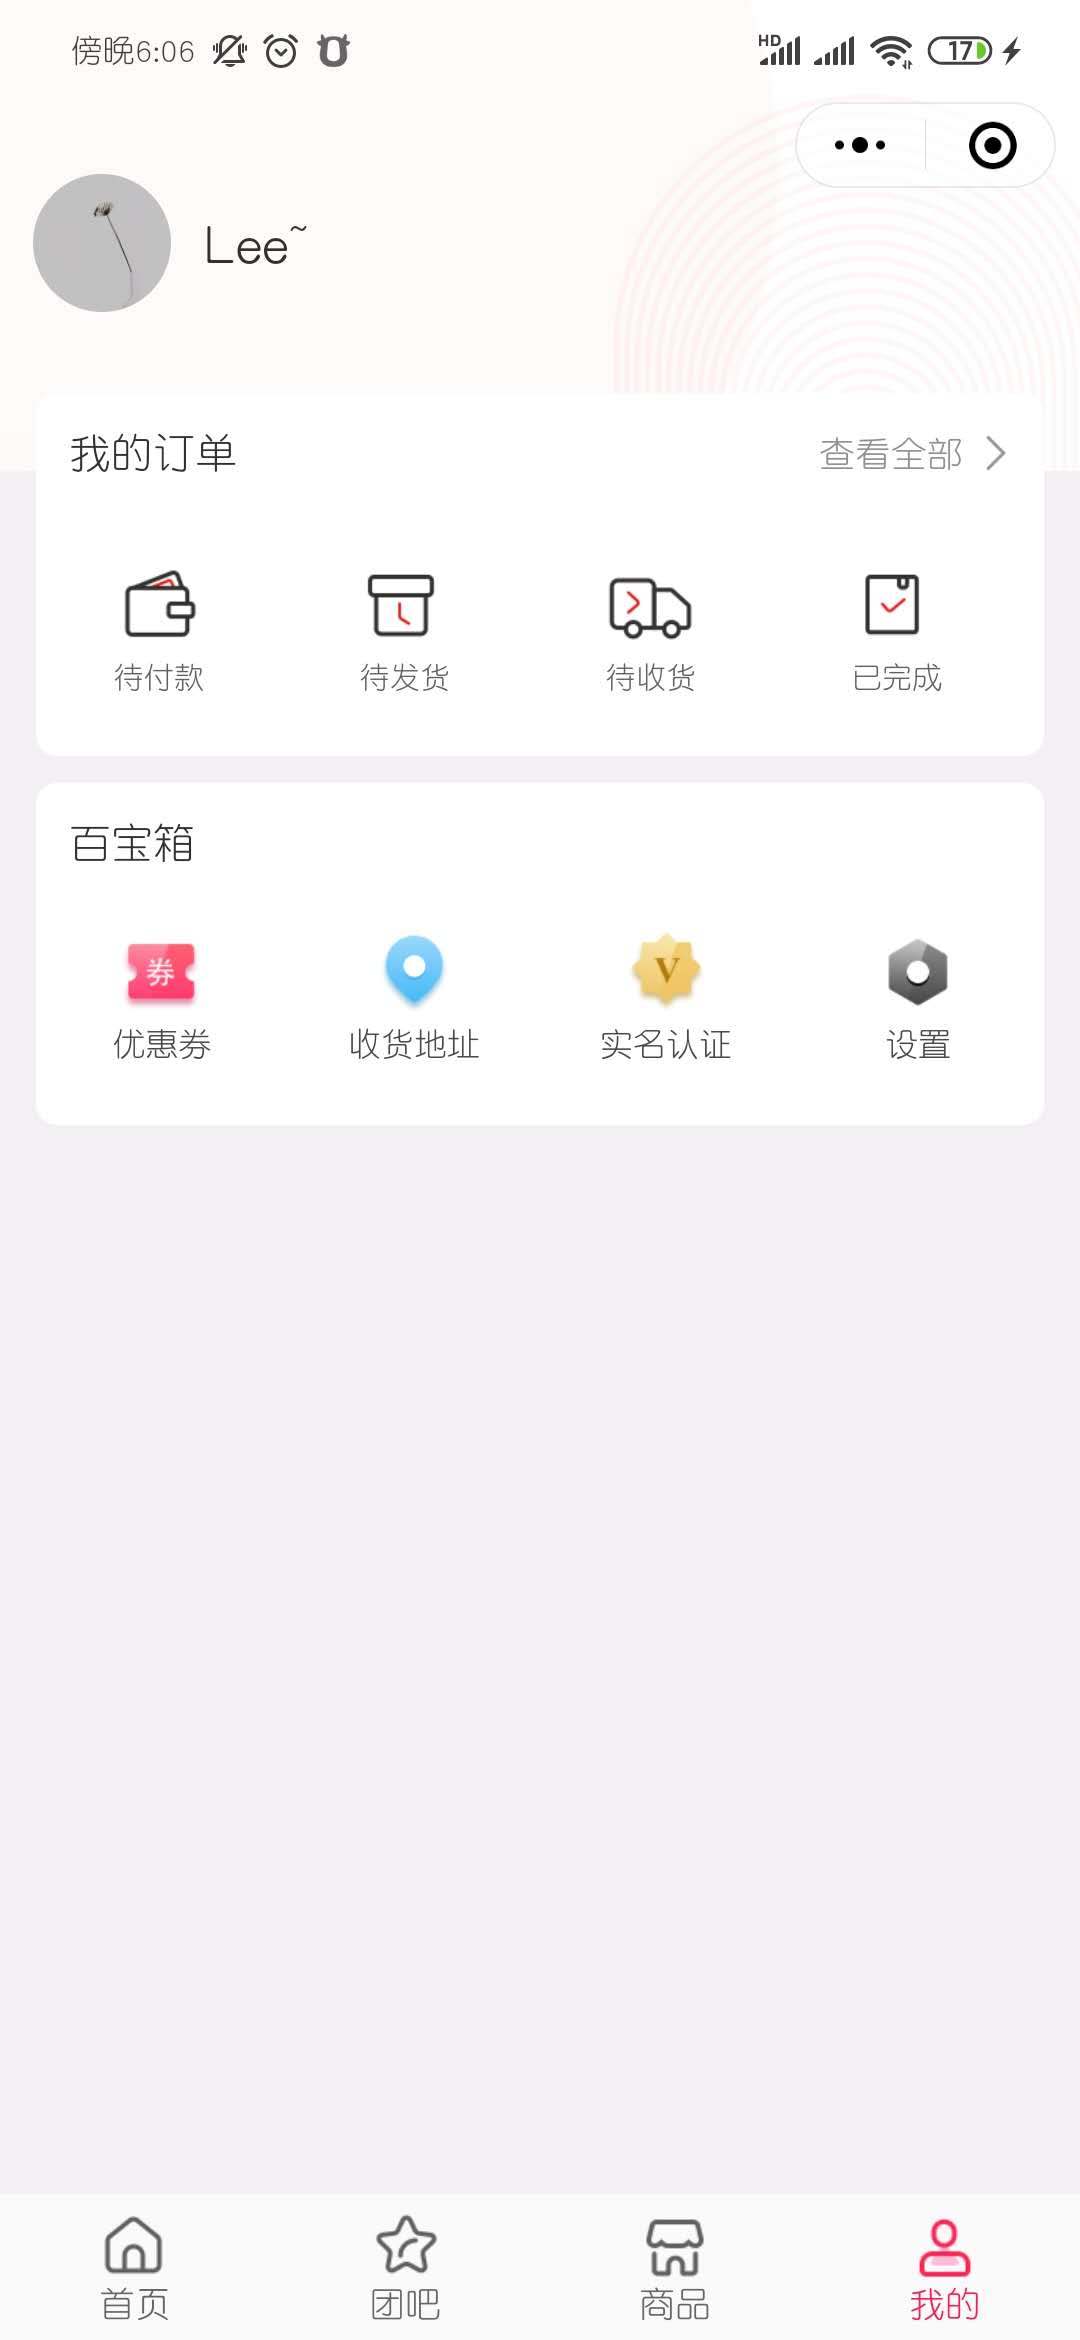 傍晚6:06 HD 17
Lee~
我的订单 查看全部
待付款 待发货 待收货 已完成
百宝箱
券 V
优惠券 收货地址 实名认证 设置
首页 团吧 商品 我的